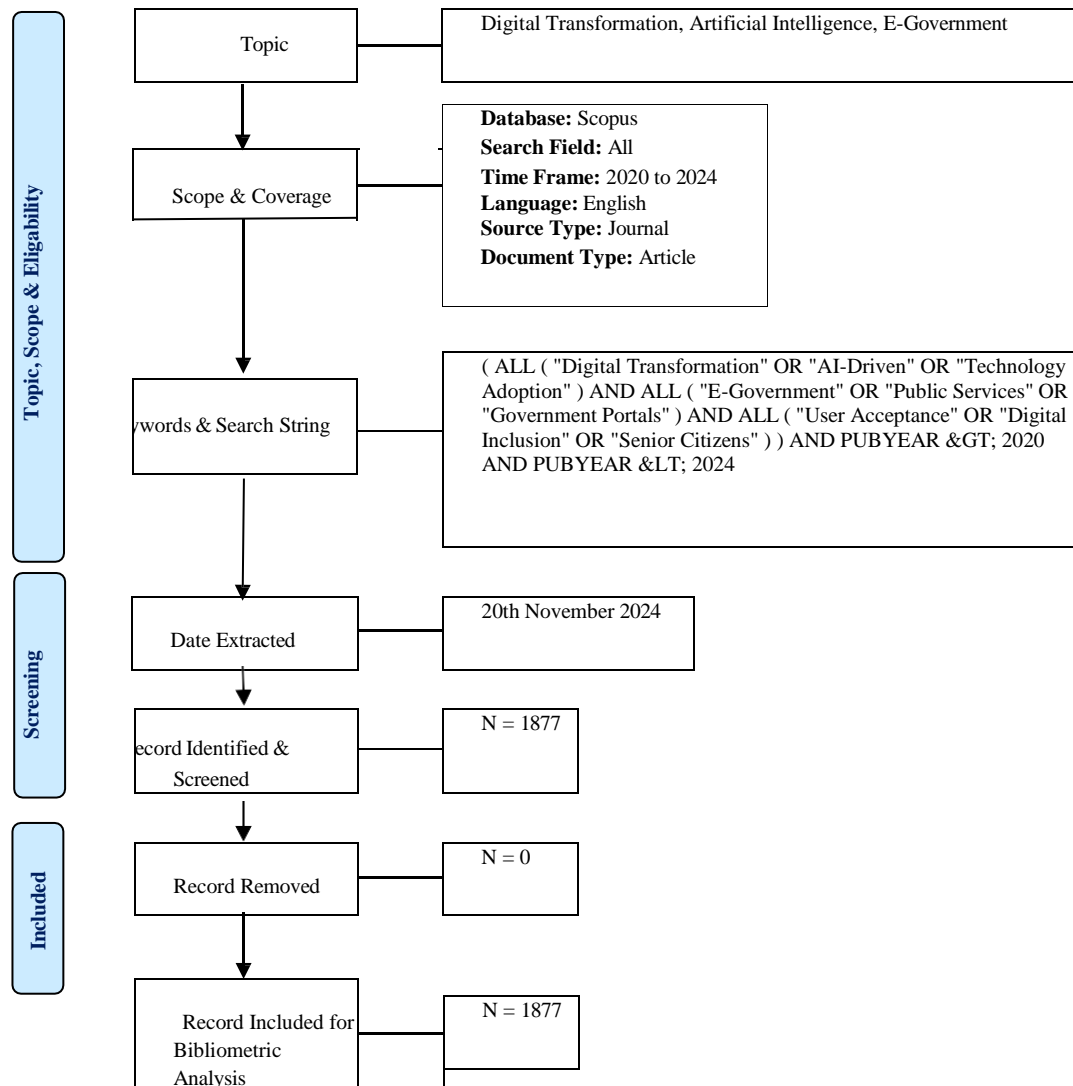 Topic, Scope & Eligability
Topic
Digital Transformation, Artificial Intelligence, E-Government
Scope & Coverage
Database: Scopus
Search Field: All
Time Frame: 2020 to 2024
Language: English
Source Type: Journal
Document Type: Article
ywords & Search String
( ALL ( "Digital Transformation" OR "AI-Driven" OR "Technology
Adoption" ) AND ALL ( "E-Government" OR "Public Services" OR
"Government Portals" ) AND ALL ( "User Acceptance" OR "Digital
Inclusion" OR "Senior Citizens" ) ) AND PUBYEAR &GT; 2020
AND PUBYEAR &LT; 2024
Screening
Date Extracted
20th November 2024
ecord Identified &
Screened
N = 1877
Included
Record Removed
N = 0
Record Included for
Bibliometric
Analysis
N = 1877